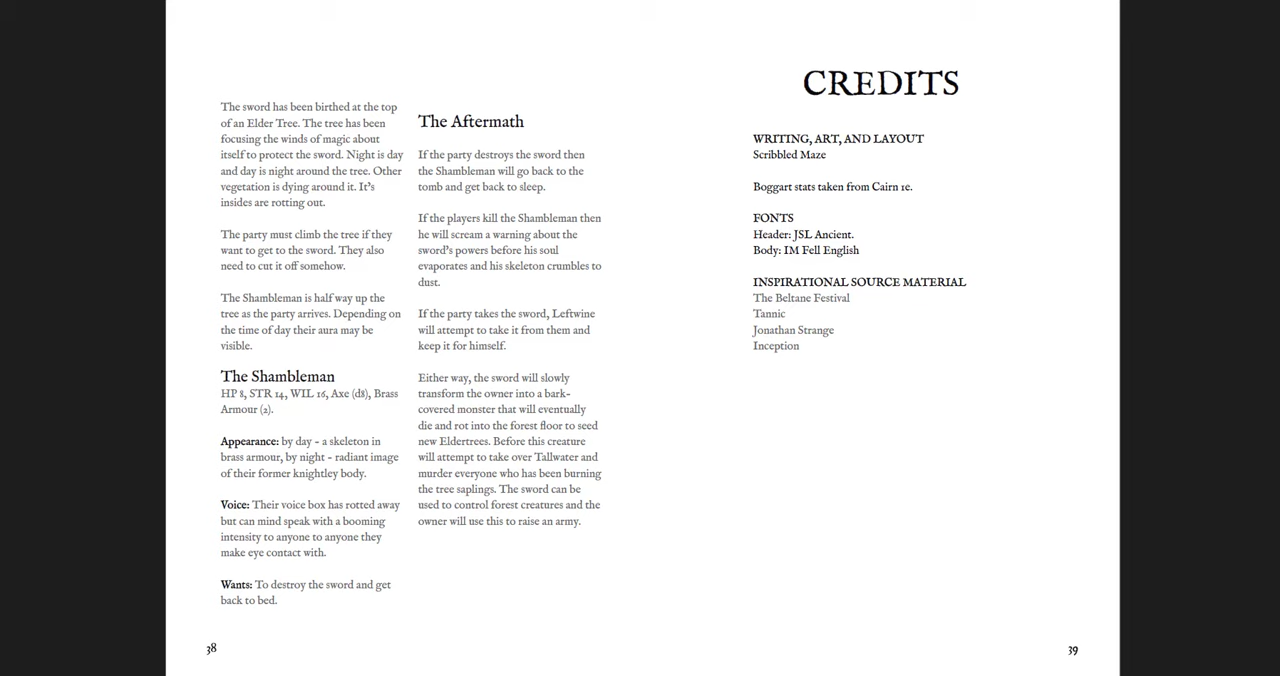 The sword has been birthed at the top
of an Elder Tree. The tree has been
focusing the winds of magic about
itself to protect the sword. Night is day
and day is night around the tree. Other
vegetation is dying around it. It's
insides are rotting out.
The party must climb the tree if they
want to get to the sword. They also
need to cut it off somehow.
The Shambleman is half way up the
tree as the party arrives. Depending on
the time of day their aura may be
visible.
The Shambleman
HP 8, STR 14, WIL 16, Axe (d8), Brass
Armour (2).
Appearance: by day - a skeleton in
brass armour, by night - radiant image
of their former knightley body.
Voice: Their voice box has rotted away
but can mind speak with a booming
intensity to anyone to anyone they
make eye contact with.
Wants: To destroy the sword and get
back to bed.
38
The Aftermath
If the party destroys the sword then
the Shambleman will go back to the
tomb and get back to sleep.
If the players kill the Shambleman then
he will scream a warning about the
sword's powers before his soul
evaporates and his skeleton crumbles to
dust.
If the party takes the sword, Leftwine
will attempt to take it from them and
keep it for himself.
Either way, the sword will slowly
transform the owner into a bark-
covered monster that will eventually
die and rot into the forest floor to seed
new Eldertrees. Before this creature
will attempt to take over Tallwater and
murder everyone who has been burning
the tree saplings. The sword can be
used to control forest creatures and the
owner will use this to raise an army.
CREDITS
WRITING, ART, AND LAYOUT
Scribbled Maze
Boggart stats taken from Cairn 1e.
FONTS
Header: JSL Ancient.
Body: IM Fell English
INSPIRATIONAL SOURCE MATERIAL
The Beltane Festival
Tannic
Jonathan Strange
Inception
39